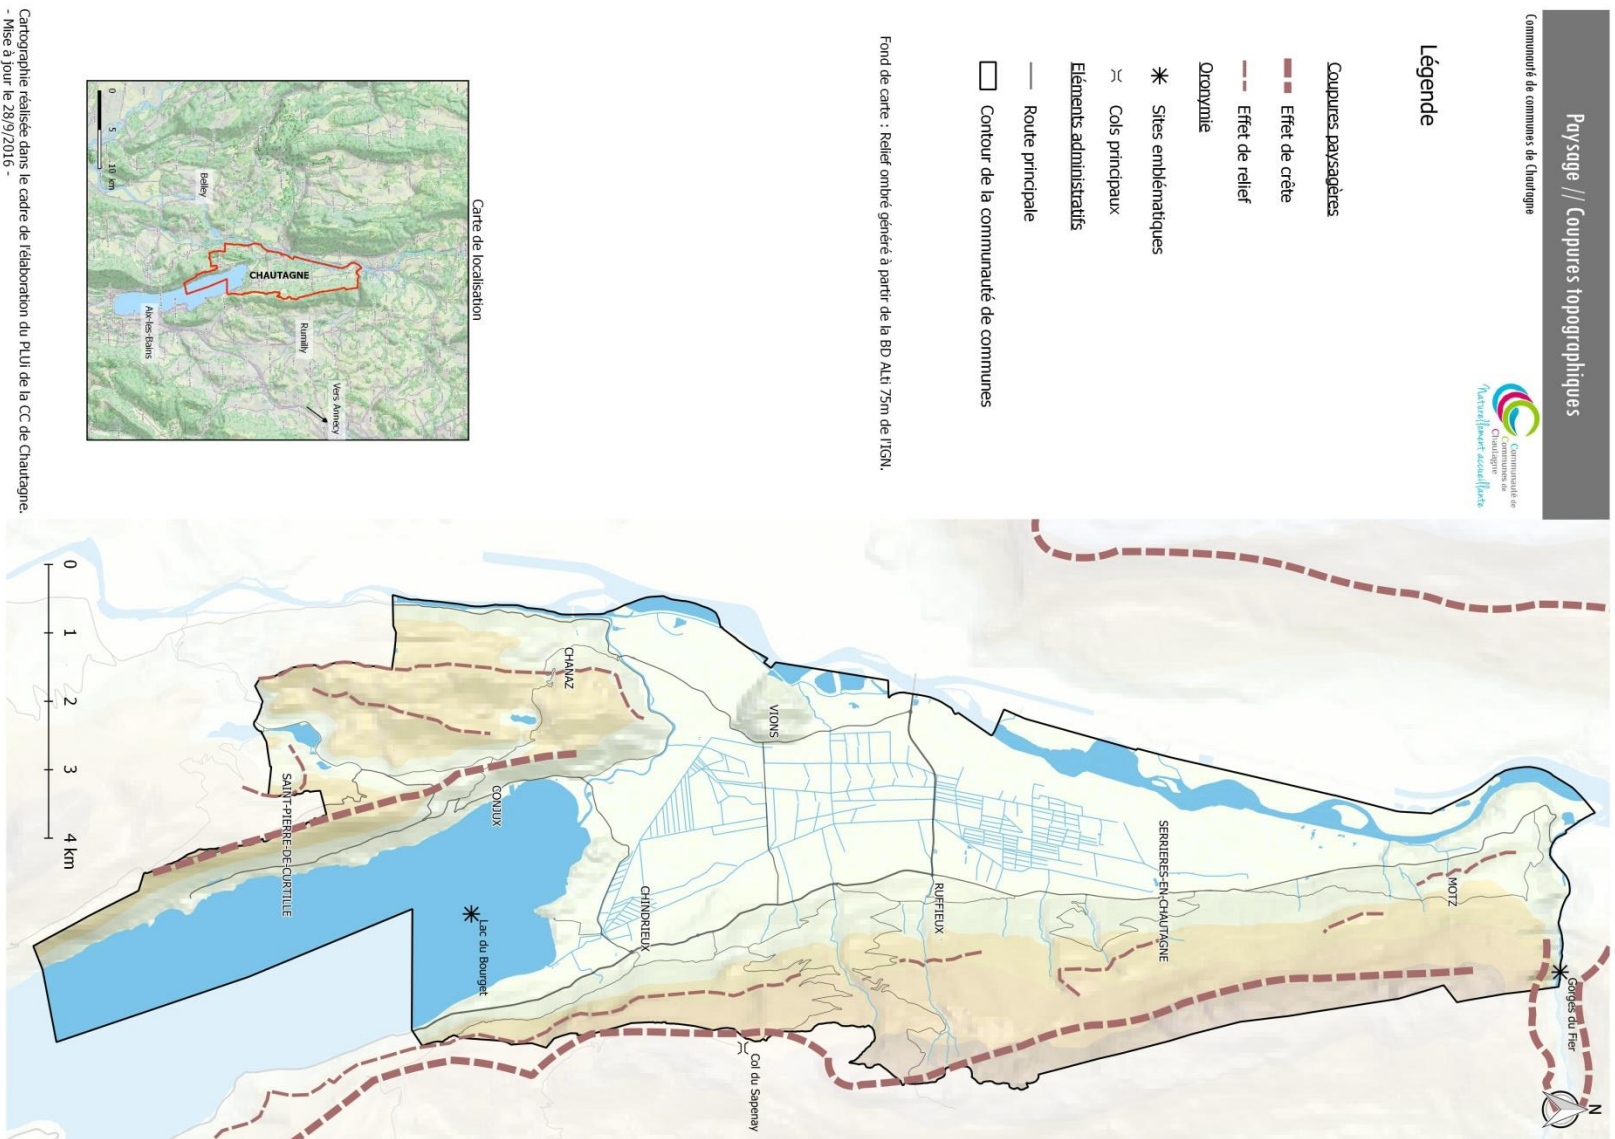 Paysage // Coupures topographiques
Communauté de communes de Chautagne
Communauté de
Communes de
Chautagne
Naturellement accueillante
Légende
Coupures paysagères
Effet de crête
Effet de relief
Oronymie
Sites emblématiques
Cols principaux
Eléments administratifs
Route principale
Contour de la communauté de communes
Fond de carte : Relief ombré généré à partir de la BD ALti 75m de l'IGN.
Carte de localisation
Vers Annecy
Rumilly
CHAUTAGNE
Belley
Aix-les-Bains
0 5 10 km
Cartographie réalisée dans le cadre de l'élaboration du PLUi de la CC de Chautagne.
- Mise à jour le 28/9/2016 -
N
Gorges du Fier
MOTZ
SERRIERES-EN-CHAUTAGNE
RUFFIEUX
VIONS
Col du Sapenay
CHINDRIEUX
CHANAZ
CONJUX
Lac du Bourget
SAINT-PIERRE-DE-CURTILLE
0 1 2 3 4 km